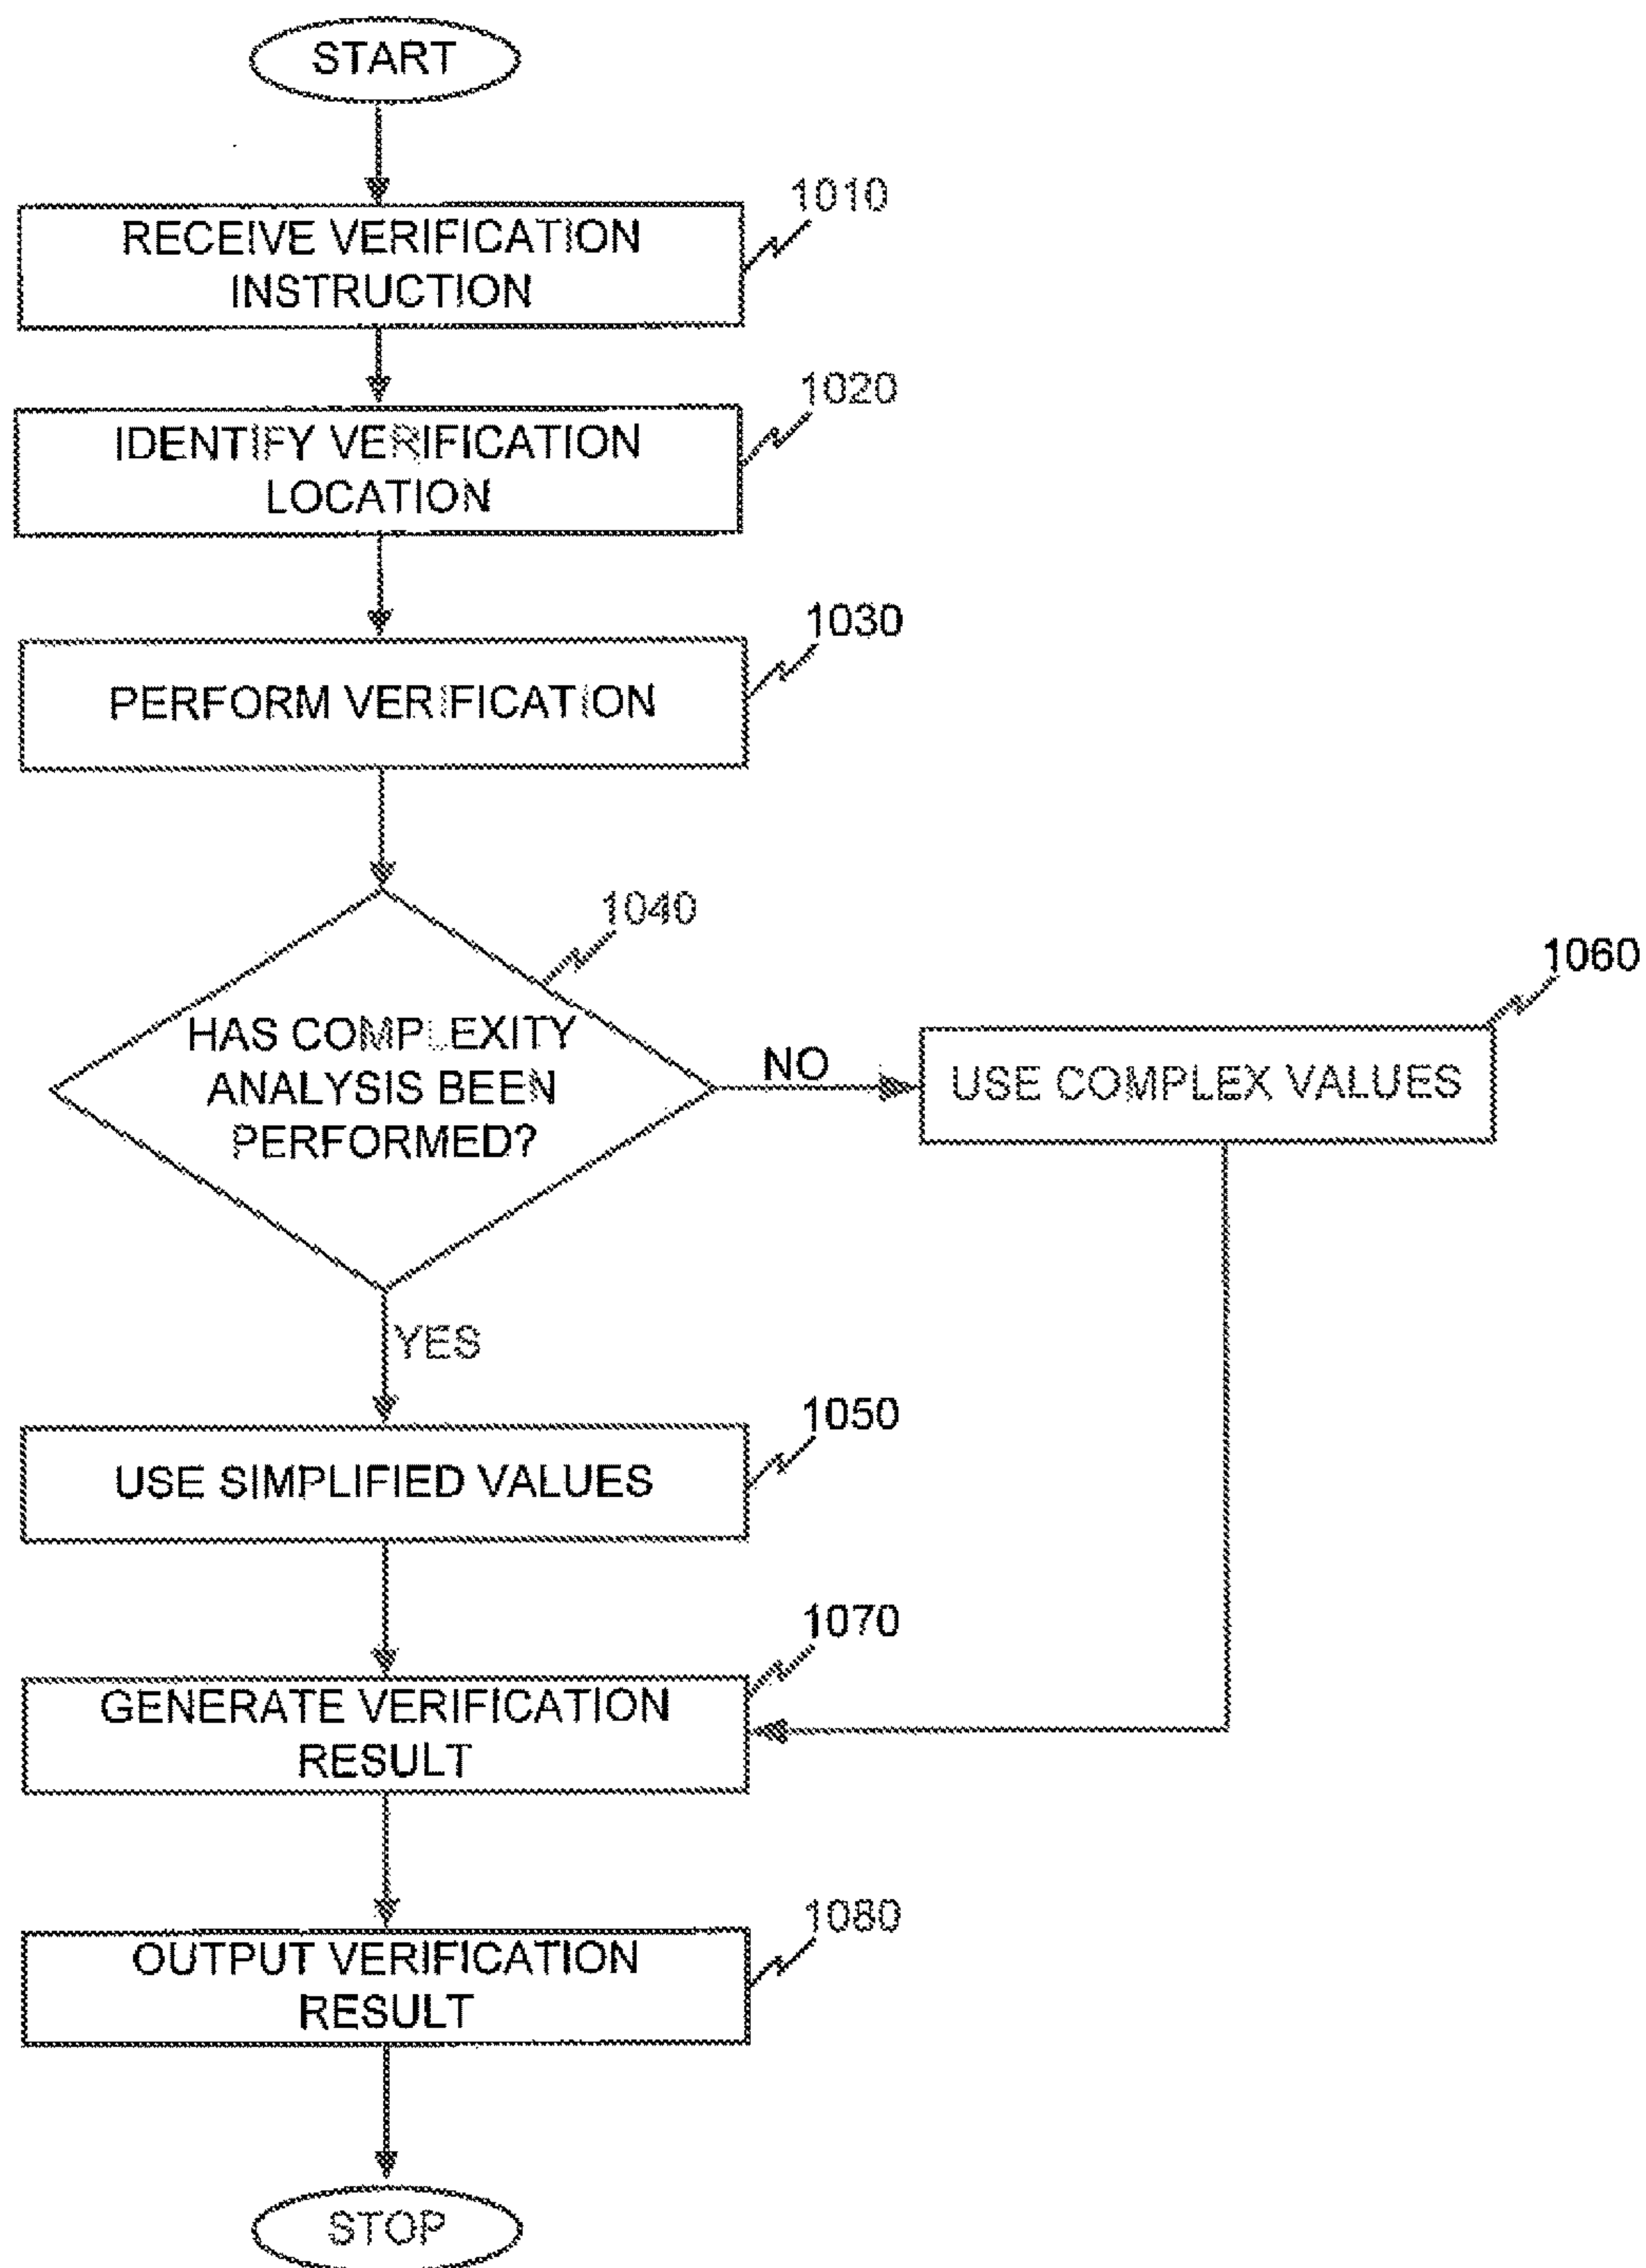 START
1010
RECEIVE VERIFICATION
INSTRUCTION
1020
IDENTIFY VERIFICATION
LOCATION
1030
PERFORM VERIFICATION
1040
HAS COMPLEXITY
ANALYSIS BEEN
PERFORMED?
NO
1060
USE COMPLEX VALUES
YES
1050
USE SIMPLIFIED VALUES
1070
GENERATE VERIFICATION
RESULT
1080
OUTPUT VERIFICATION
RESULT
STOP